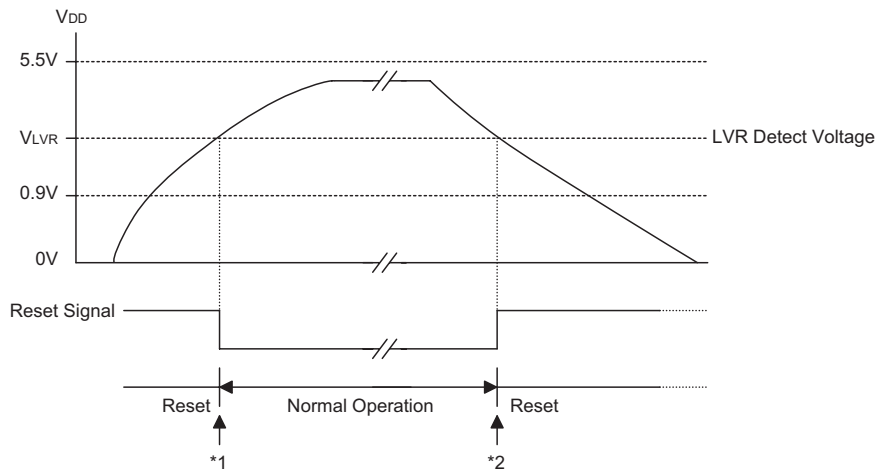 VDD
5.5V
VLVR
LVR Detect Voltage
0.9V
0V
Reset Signal
Reset
Normal Operation
Reset
*1
*2